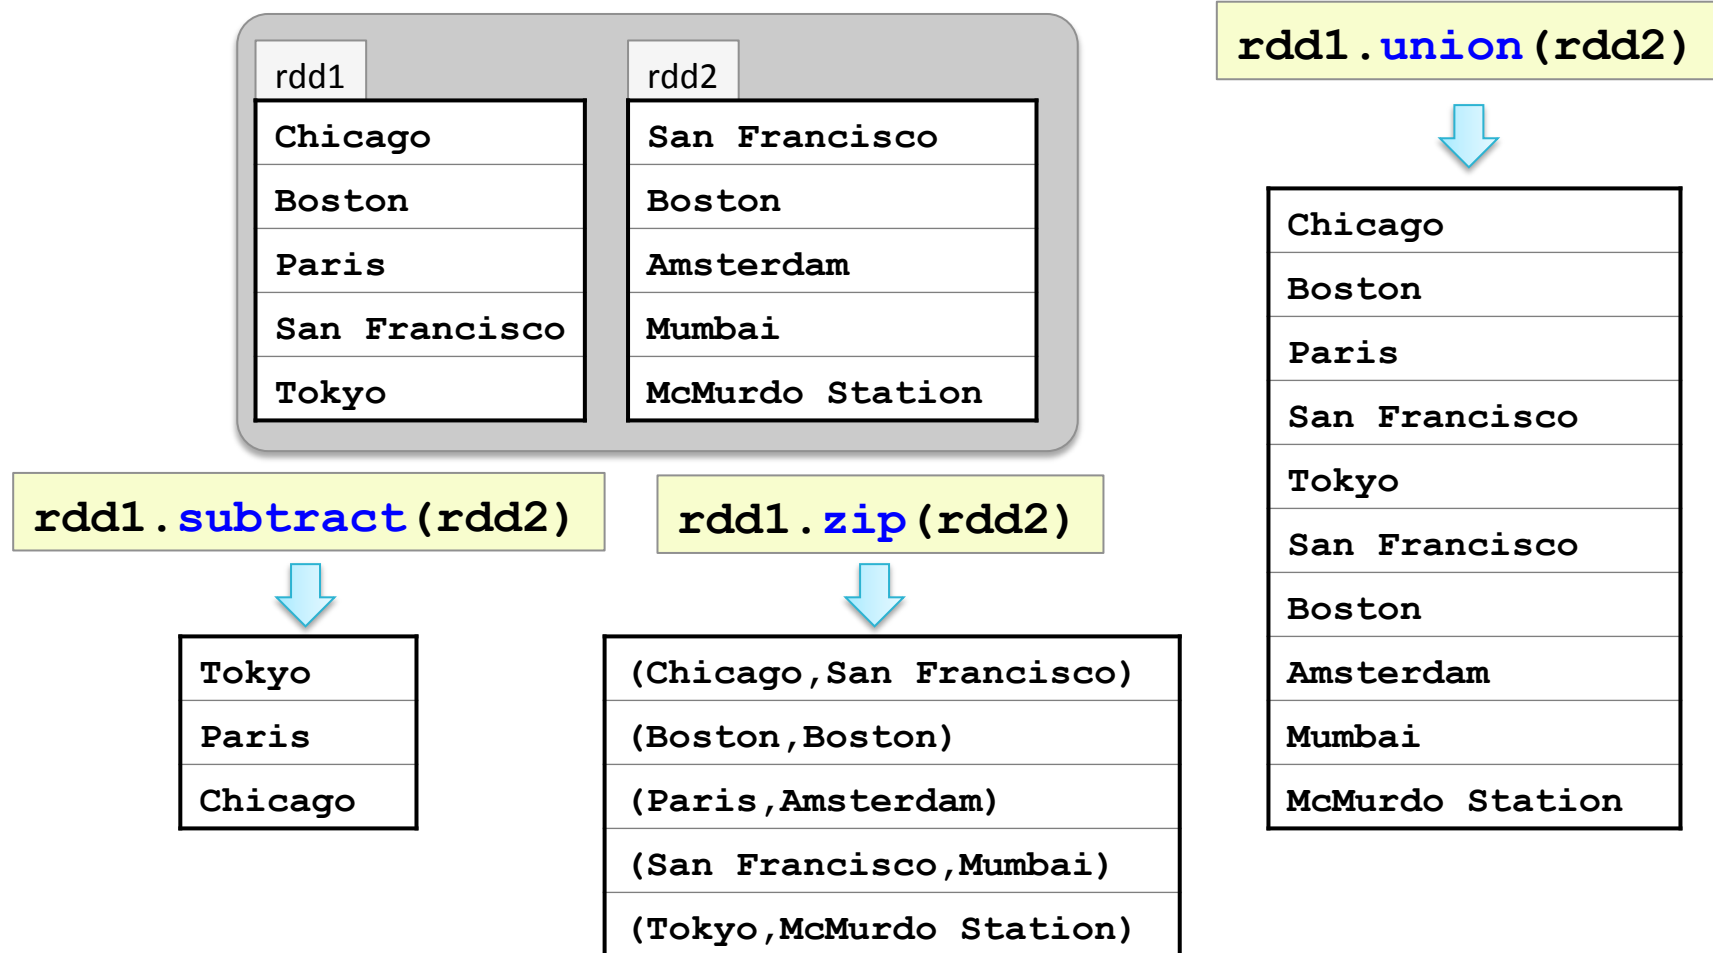 rdd1
Chicago
Boston
Paris
San Francisco
Tokyo
rdd2
San Francisco
Boston
Amsterdam
Mumbai
McMurdo Station
rdd1.subtract(rdd2)
Tokyo
Paris
Chicago
rdd1.zip(rdd2)
(Chicago,San Francisco)
(Boston,Boston)
(Paris,Amsterdam)
(San Francisco,Mumbai)
(Tokyo,McMurdo Station)
rdd1.union(rdd2)
Chicago
Boston
Paris
San Francisco
Tokyo
San Francisco
Boston
Amsterdam
Mumbai
McMurdo Station